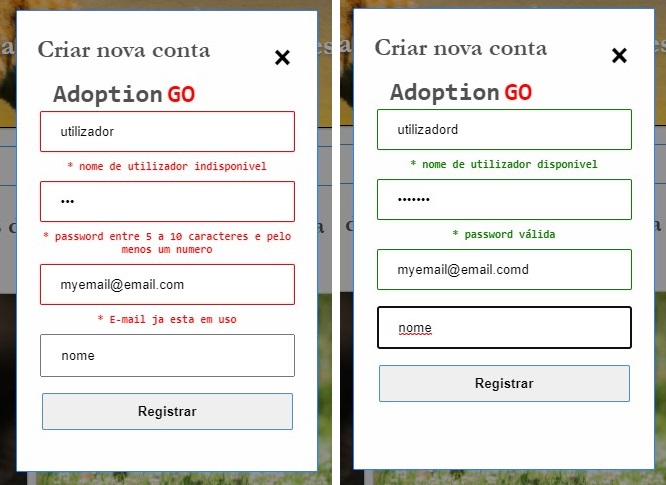 Criar nova conta
×
Adoption GO
utilizador
* nome de utilizador indisponivel
•••
* password entre 5 a 10 caracteres e pelo
menos um numero
myemail@email.com
* E-mail ja esta em uso
nome
Registrar
Criar nova conta
×
Adoption GO
utilizadord
* nome de utilizador disponivel
•••••••
* password válida
myemail@email.comd
nome
Registrar